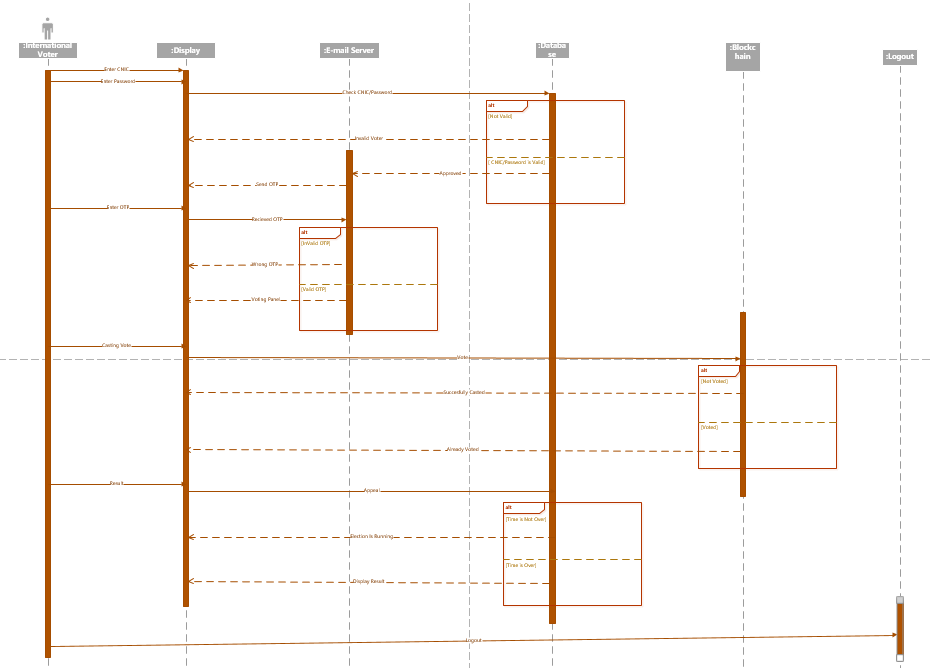 :International
Voter
:Display
:E-mail Server
:Databa
se
:Blockc
hain
:Logout
Enter CNIC
Enter Password
Check CNIC/Password
alt
[Not Valid]
Invalid Voter
[ CNIC/Password is Valid]
Approved
Send OTP
Enter OTP
Recieved OTP
alt
[InValid OTP]
Wrong OTP
[Valid OTP]
Voting Panel
Casting Vote
Vote
alt
[Not Voted]
Succesfully Casted
[Voted]
Already Voted
Result
Appeal
alt
[Time is Not Over]
Election is Running
[Time is Over]
Display Result
Logout